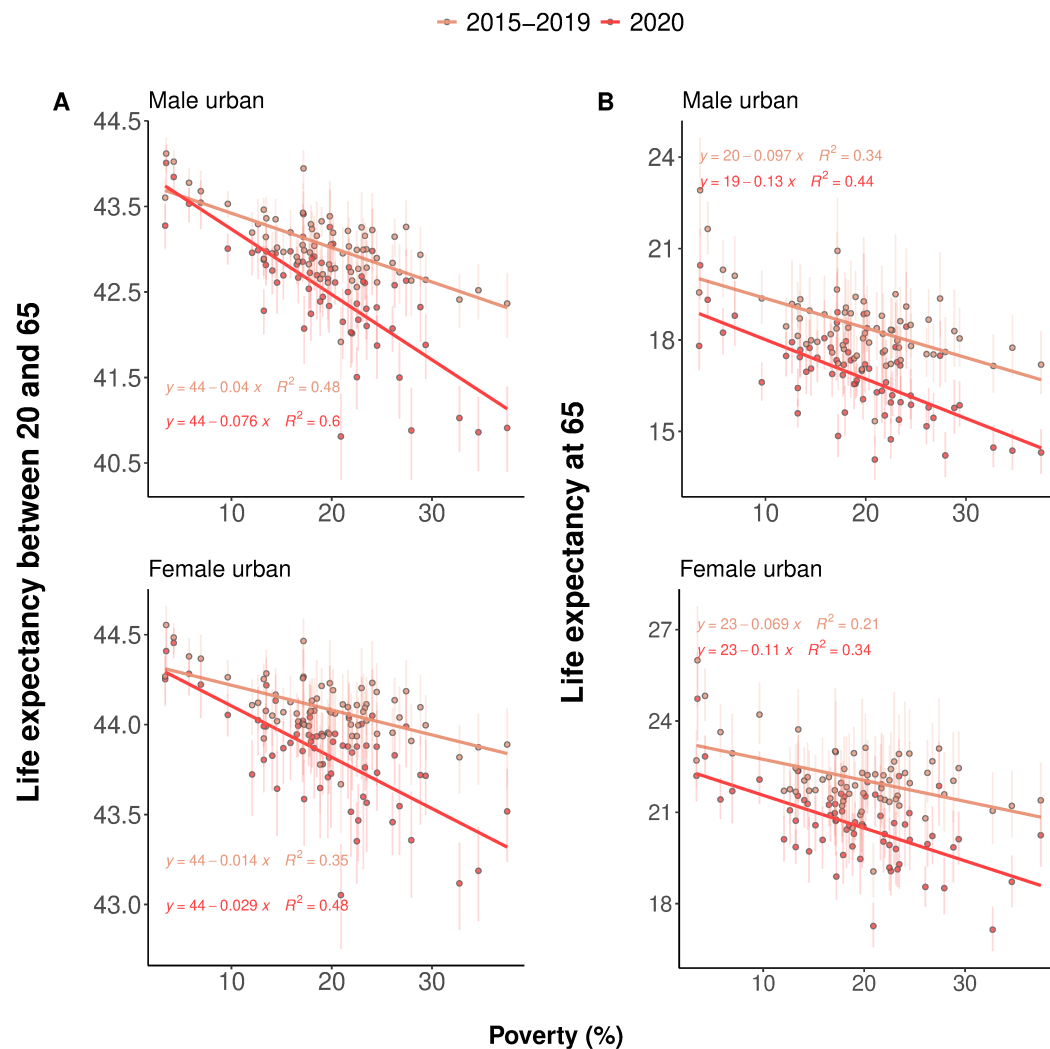 2015−2019 2020
A Male urban
Life expectancy between 20 and 65
44.5
43.5
42.5
41.5
40.5
y = 44 − 0.04 x R² = 0.48
y = 44 − 0.076 x R² = 0.6
10 20 30
Female urban
44.5
44.0
43.5
43.0
y = 44 − 0.014 x R² = 0.35
y = 44 − 0.029 x R² = 0.48
10 20 30
B Male urban
Life expectancy at 65
24
21
18
15
y = 20 − 0.097 x R² = 0.34
y = 19 − 0.13 x R² = 0.44
10 20 30
Female urban
27
24
21
18
y = 23 − 0.069 x R² = 0.21
y = 23 − 0.11 x R² = 0.34
10 20 30
Poverty (%)